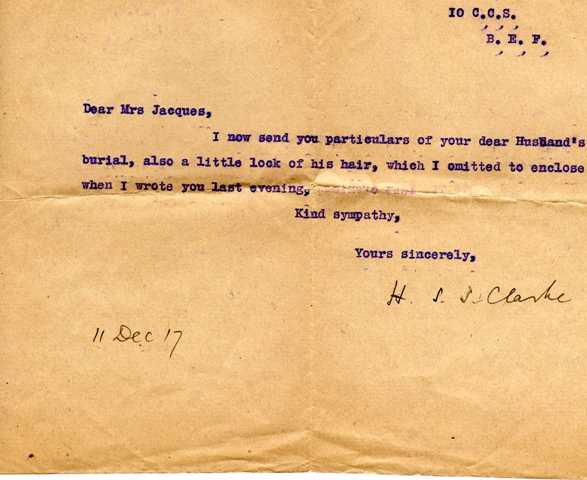 10 C.C.S.
B. E. F.
Dear Mrs Jacques,
I now send you particulars of your dear Husband's
burial, also a little lock of his hair, which I omitted to enclose
when I wrote you last evening,
Kind sympathy,
Yours sincerely,
H. S. Clarke
11 Dec 17